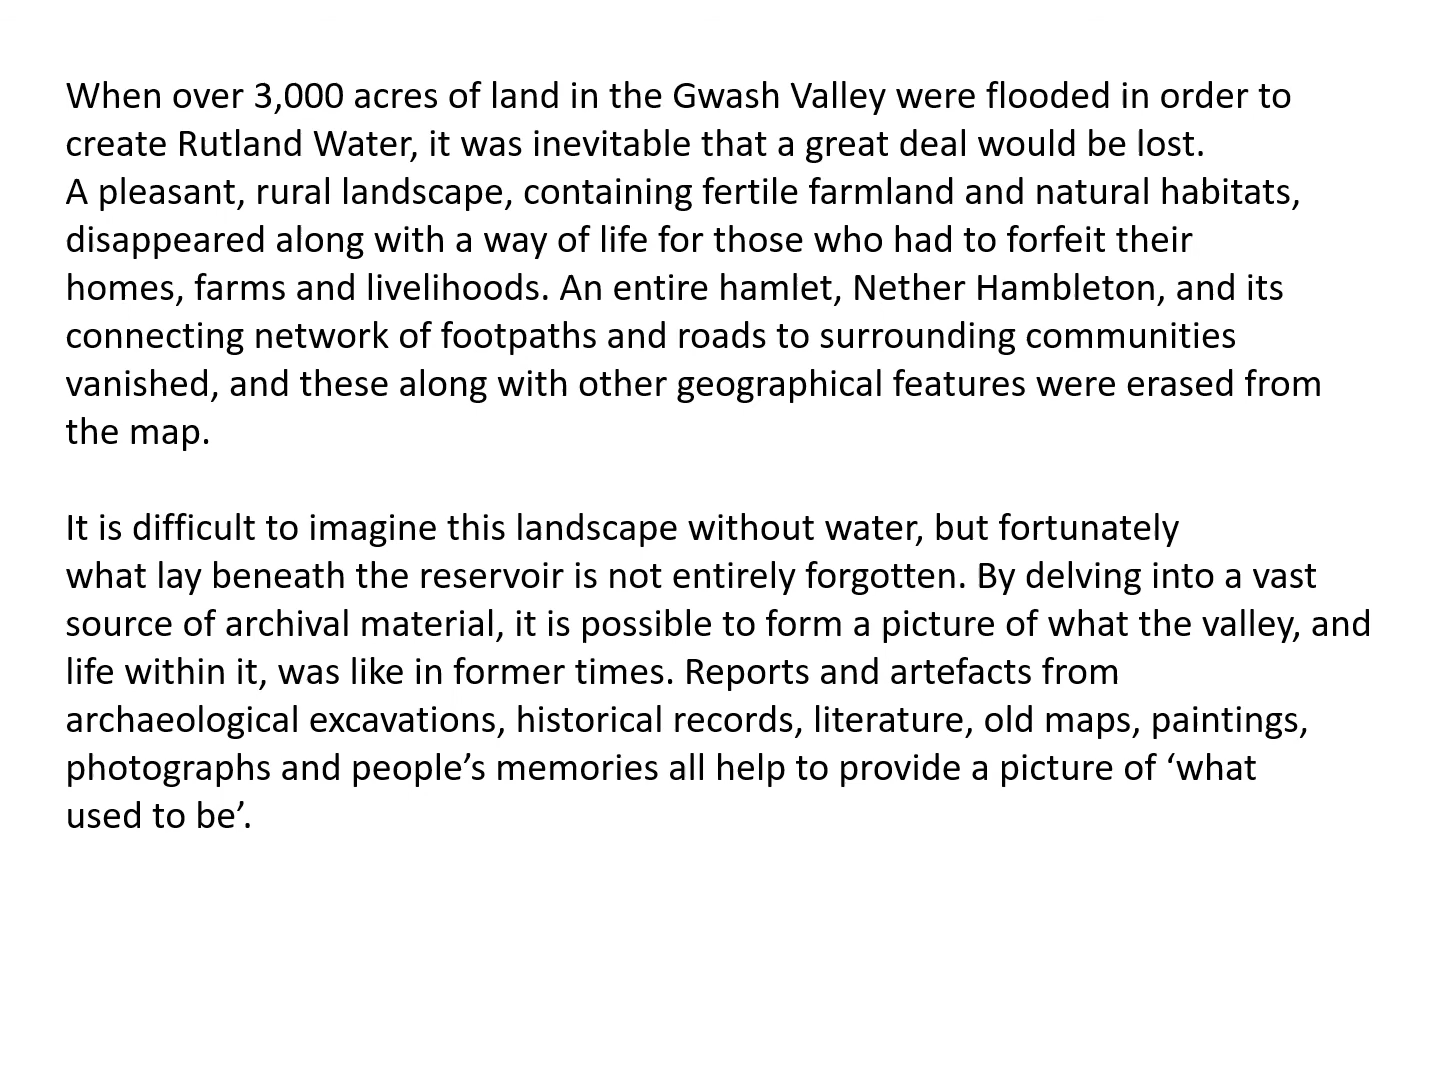 When over 3,000 acres of land in the Gwash Valley were flooded in order to
create Rutland Water, it was inevitable that a great deal would be lost.
A pleasant, rural landscape, containing fertile farmland and natural habitats,
disappeared along with a way of life for those who had to forfeit their
homes, farms and livelihoods. An entire hamlet, Nether Hambleton, and its
connecting network of footpaths and roads to surrounding communities
vanished, and these along with other geographical features were erased from
the map.
It is difficult to imagine this landscape without water, but fortunately
what lay beneath the reservoir is not entirely forgotten. By delving into a vast
source of archival material, it is possible to form a picture of what the valley, and
life within it, was like in former times. Reports and artefacts from
archaeological excavations, historical records, literature, old maps, paintings,
photographs and people’s memories all help to provide a picture of ‘what
used to be’.